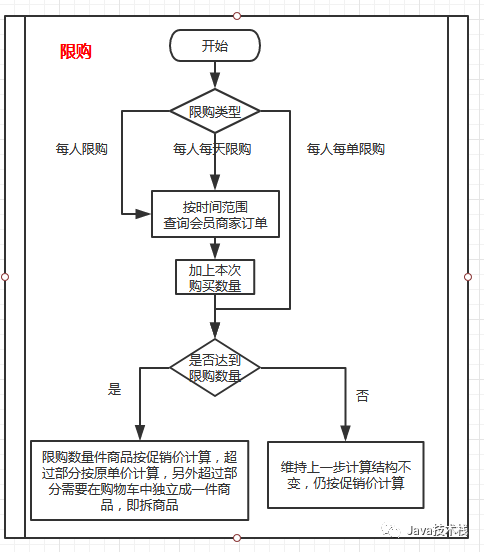 限购
开始
限购类型
每人限购
每人每天限购
每人每单限购
按时间范围
查询会员商家订单
加上本次
购买数量
是否达到
限购数量
是
否
限购数量件商品按促销价计算，超
过部分按原单价计算，另外超过部
分需要在购物车中独立成一件商
品，即拆商品
维持上一步计算结构不
变，仍按促销价计算
Java技术栈